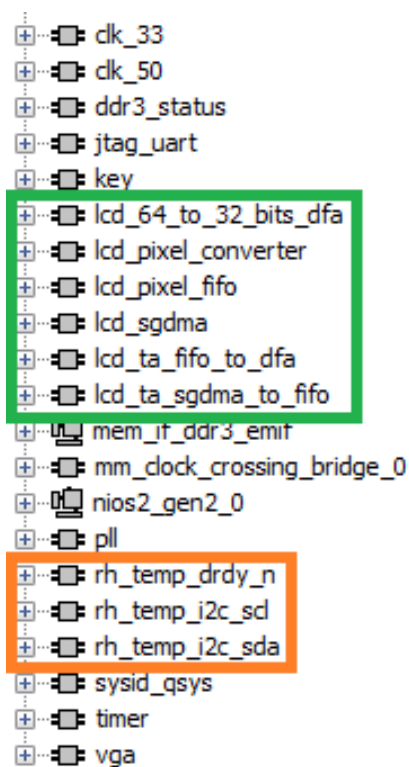 clk_33
clk_50
ddr3_status
jtag_uart
key
lcd_64_to_32_bits_dfa
lcd_pixel_converter
lcd_pixel_fifo
lcd_sgdma
lcd_ta_fifo_to_dfa
lcd_ta_sgdma_to_fifo
mem_if_ddr3_emif
mm_clock_crossing_bridge_0
nios2_gen2_0
pll
rh_temp_drdy_n
rh_temp_i2c_scl
rh_temp_i2c_sda
sysid_qsys
timer
vga